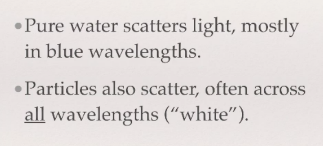 • Pure water scatters light, mostly
in blue wavelengths.
• Particles also scatter, often across
all wavelengths (“white”).